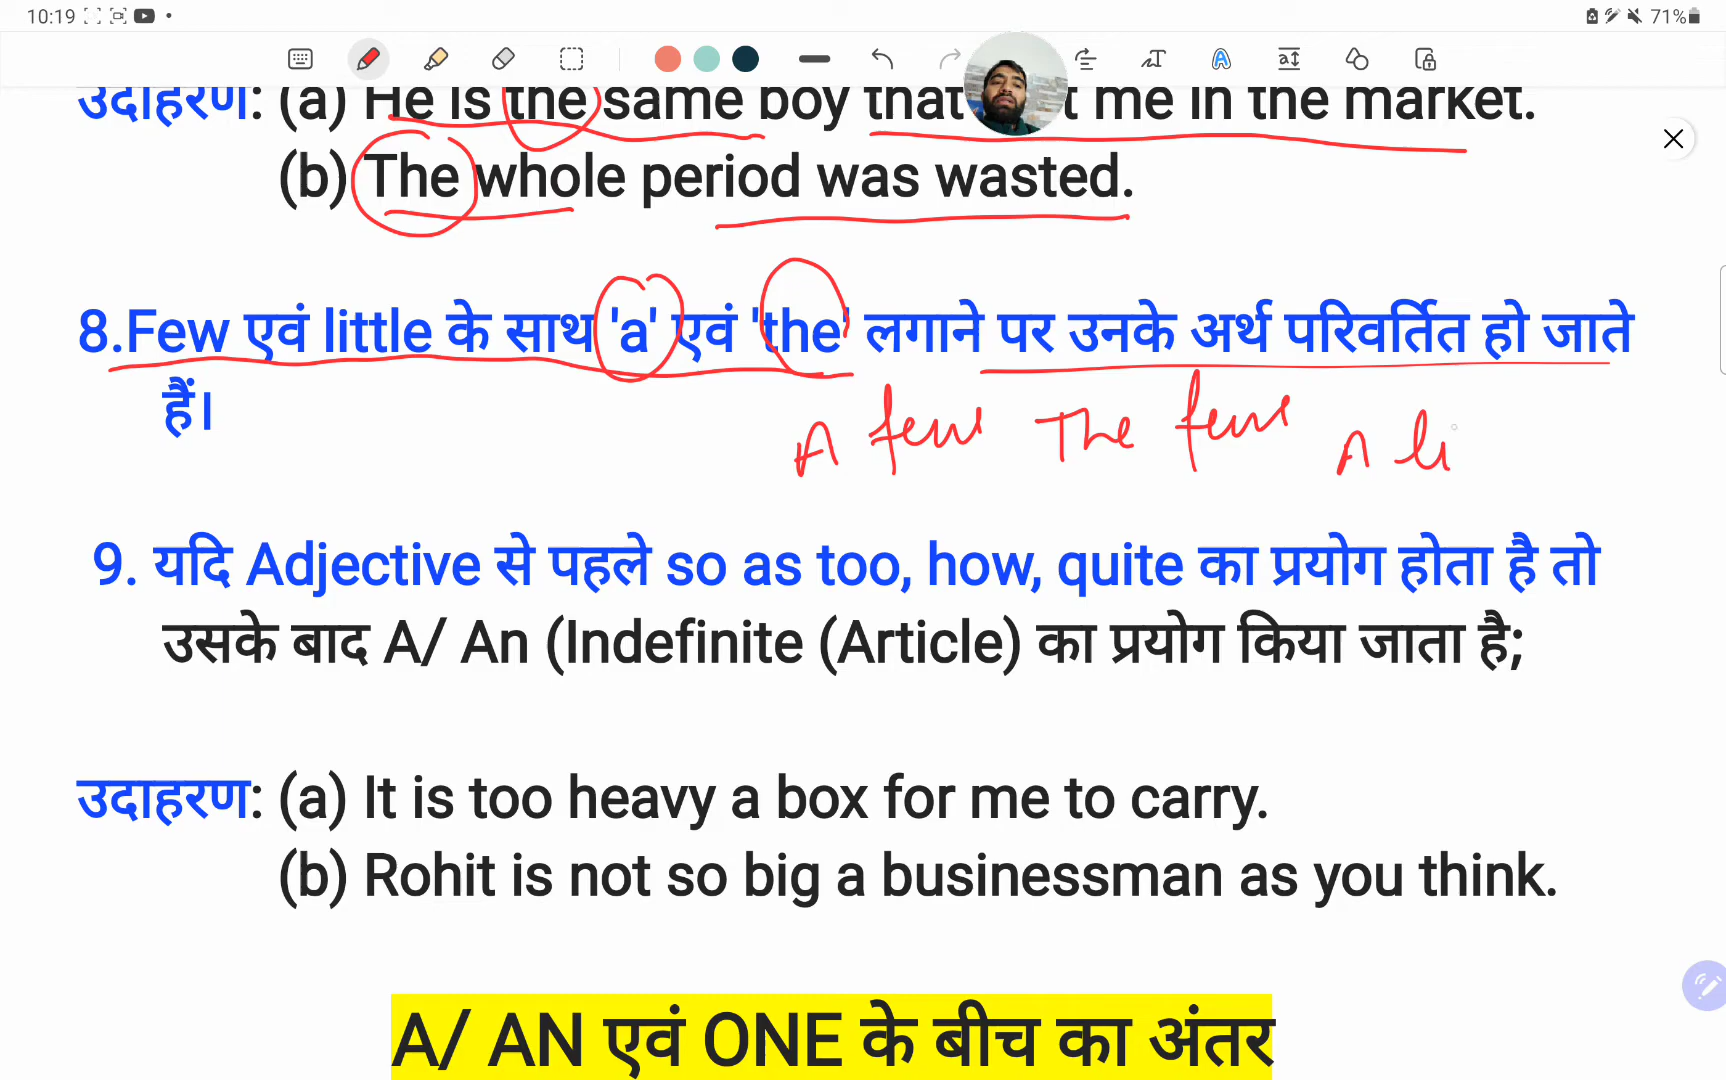 10:19
71%
उदाहरण: (a) He is the same boy that t me in the market.
(b) The whole period was wasted.
8.Few एवं little के साथ 'a' एवं 'the' लगाने पर उनके अर्थ परिवर्तित हो जाते
हैं।
A few The few A li
9. यदि Adjective से पहले so as too, how, quite का प्रयोग होता है तो
उसके बाद A/ An (Indefinite (Article) का प्रयोग किया जाता है;
उदाहरण: (a) It is too heavy a box for me to carry.
(b) Rohit is not so big a businessman as you think.
A/ AN एवं ONE के बीच का अंतर